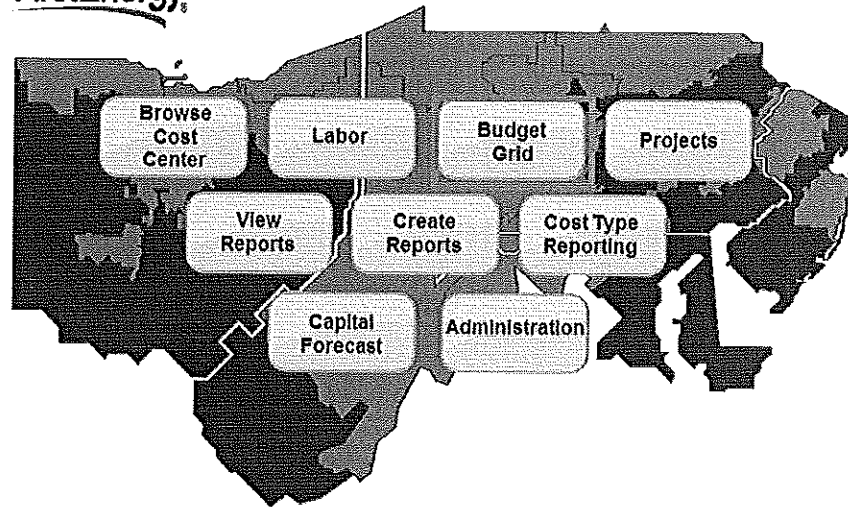 Browse
Cost
Center
Labor
Budget
Grid
Projects
View
Reports
Create
Reports
Cost Type
Reporting
Capital
Forecast
Administration